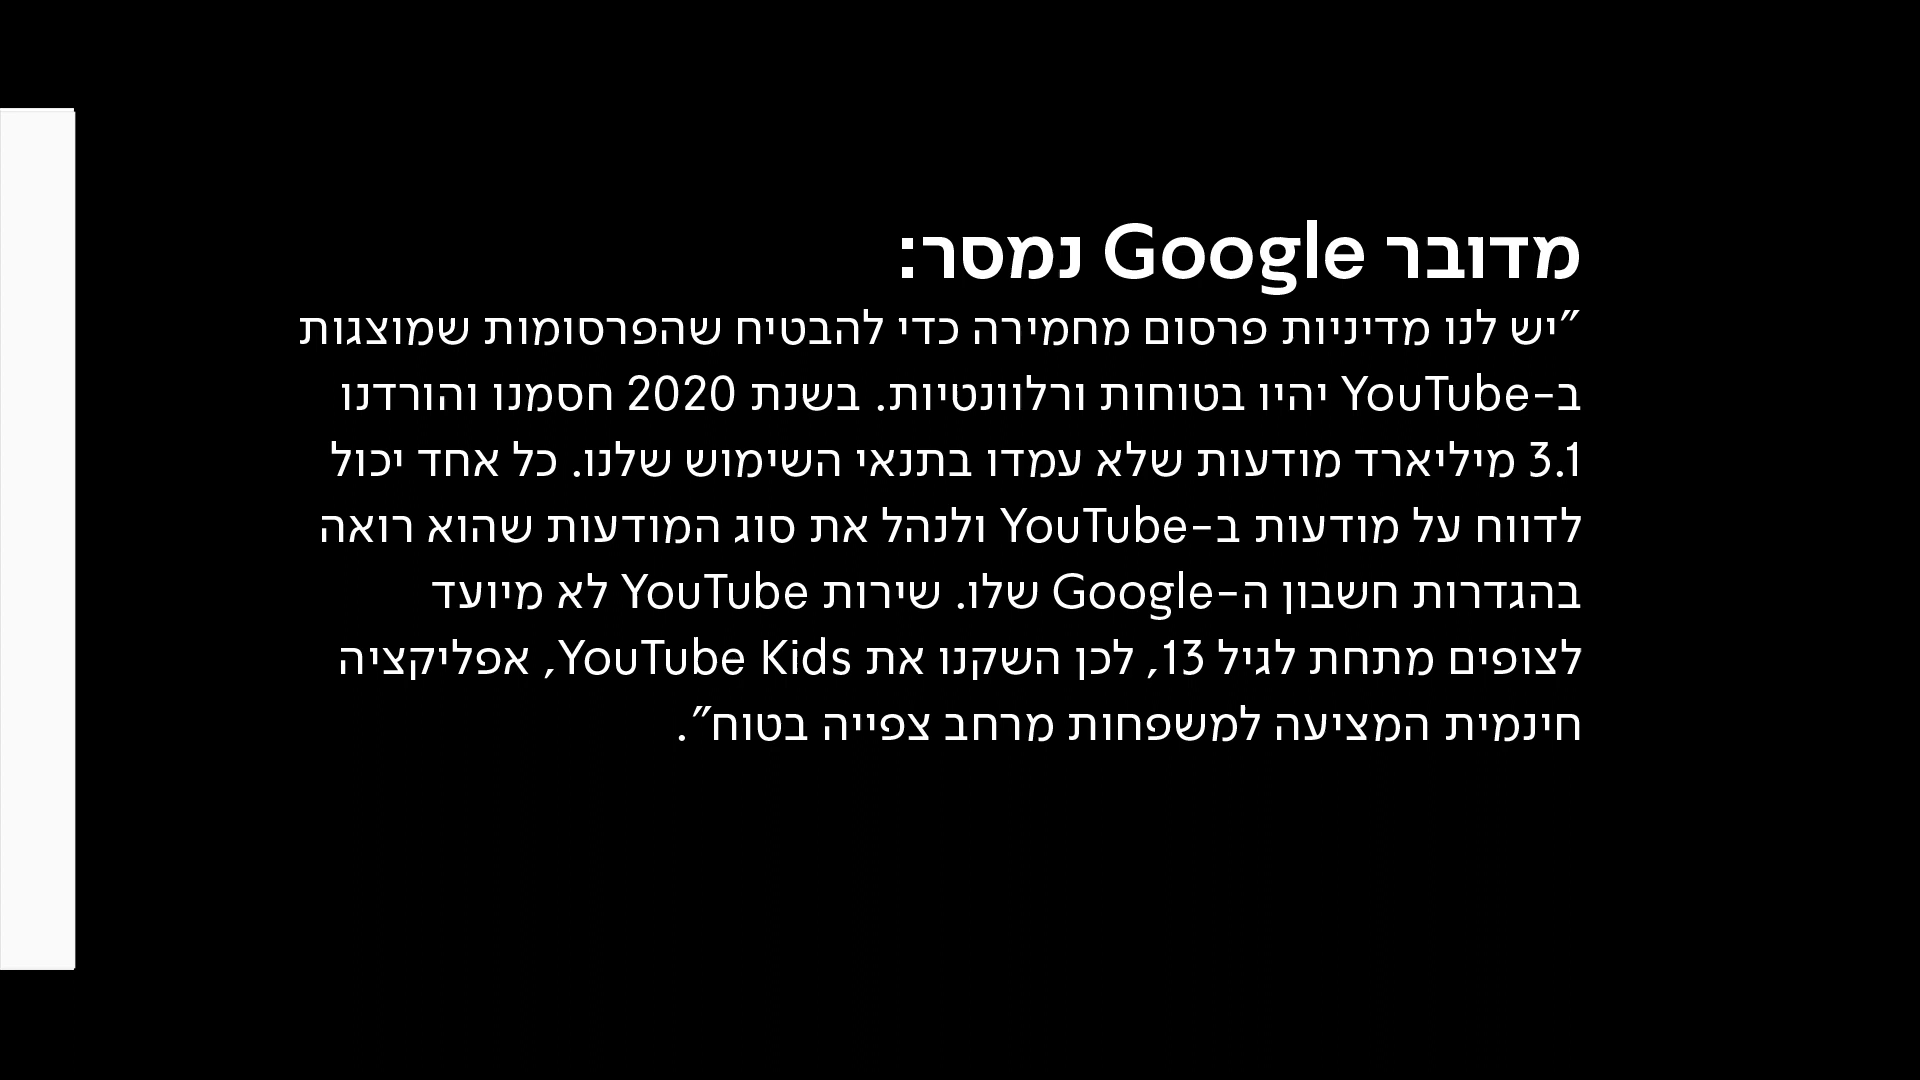 מדובר Google נמסר:
"יש לנו מדיניות פרסום מחמירה כדי להבטיח שהפרסומות שמוצגות
ב-YouTube יהיו בטוחות ורלוונטיות. בשנת 2020 חסמנו והורדנו
3.1 מיליארד מודעות שלא עמדו בתנאי השימוש שלנו. כל אחד יכול
לדווח על מודעות ב-YouTube ולנהל את סוג המודעות שהוא רואה
בהגדרות חשבון ה-Google שלו. שירות YouTube לא מיועד
לצופים מתחת לגיל 13, לכן השקנו את YouTube Kids, אפליקציה
חינמית המציעה למשפחות מרחב צפייה בטוח".